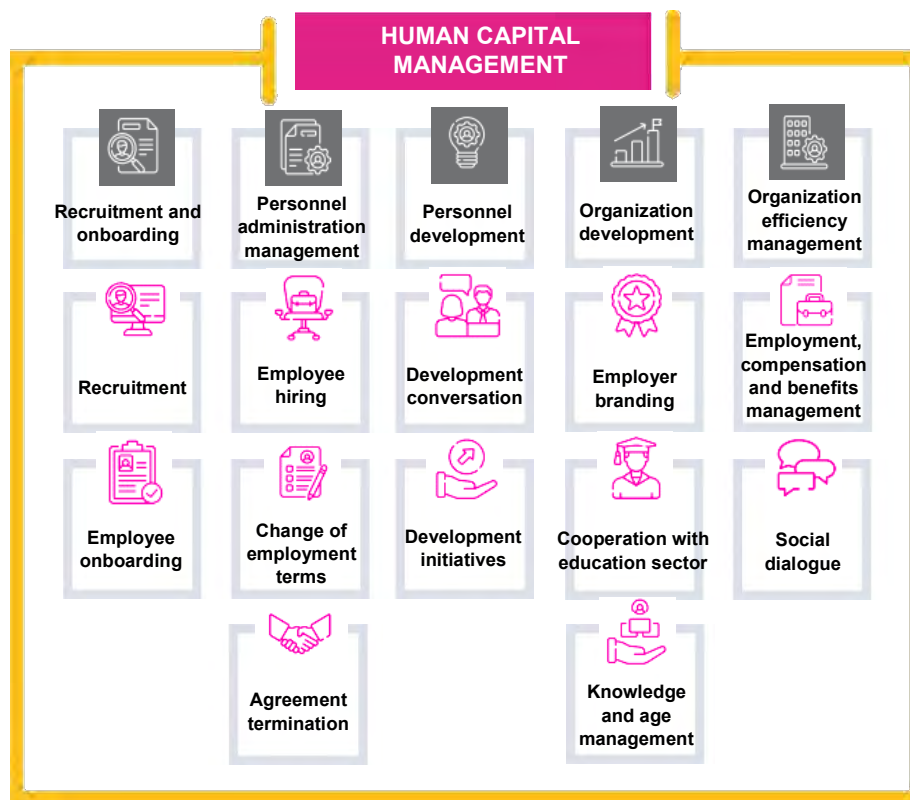 HUMAN CAPITAL
MANAGEMENT
Recruitment and
onboarding
Personnel
administration
management
Personnel
development
Organization
development
Organization
efficiency
management
Recruitment
Employee
hiring
Development
conversation
Employer
branding
Employment,
compensation
and benefits
management
Employee
onboarding
Change of
employment
terms
Development
initiatives
Cooperation with
education sector
Social
dialogue
Agreement
termination
Knowledge
and age
management